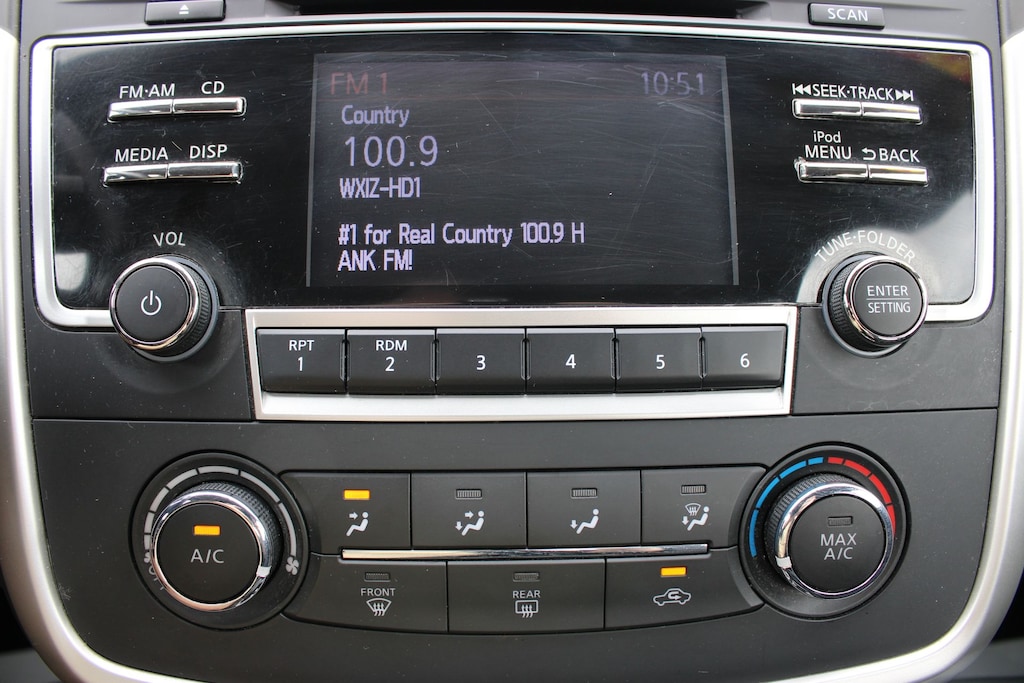 SCAN
FM·AM CD
MEDIA DISP
VOL
FM 1 10:51
Country
100.9
WXIZ-HD1
#1 for Real Country 100.9 H
ANK FM!
SEEK·TRACK
iPod
MENU BACK
TUNE·FOLDER
ENTER
SETTING
RPT
1
RDM
2
3
4
5
6
A/C
FRONT
REAR
MAX
A/C